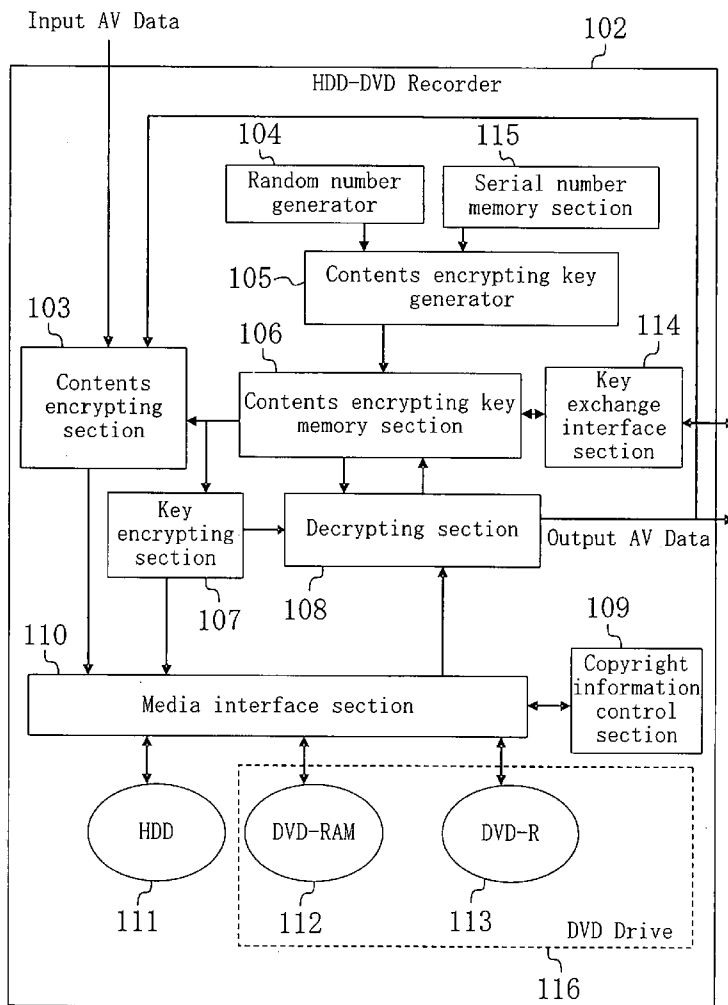 Input AV Data
102
HDD-DVD Recorder
104
115
Random number
generator
Serial number
memory section
105
Contents encrypting key
generator
103
106
114
Contents
encrypting
section
Contents encrypting key
memory section
Key
exchange
interface
section
Key
encrypting
section
Decrypting section
Output AV Data
107
108
109
110
Copyright
information
control
section
Media interface section
HDD
DVD-RAM
DVD-R
111
112
113
DVD Drive
116